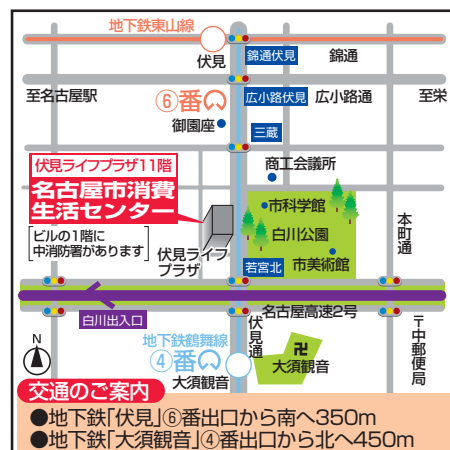 地下鉄東山線
伏見
錦通伏見
錦通
至名古屋駅
⑥番
広小路伏見
広小路通
至栄
御園座
三蔵
商工会議所
伏見ライフプラザ11階
名古屋市消費
生活センター
ビルの1階に
中消防署があります
市科学館
白川公園
市美術館
伏見ライフ
プラザ
若宮北
本町通
名古屋高速2号
白川出入口
伏見通
地下鉄鶴舞線
④番
大須観音
卍
大須観音
〒中郵便局
N
交通のご案内
●地下鉄「伏見」⑥番出口から南へ350m
●地下鉄「大須観音」④番出口から北へ450m